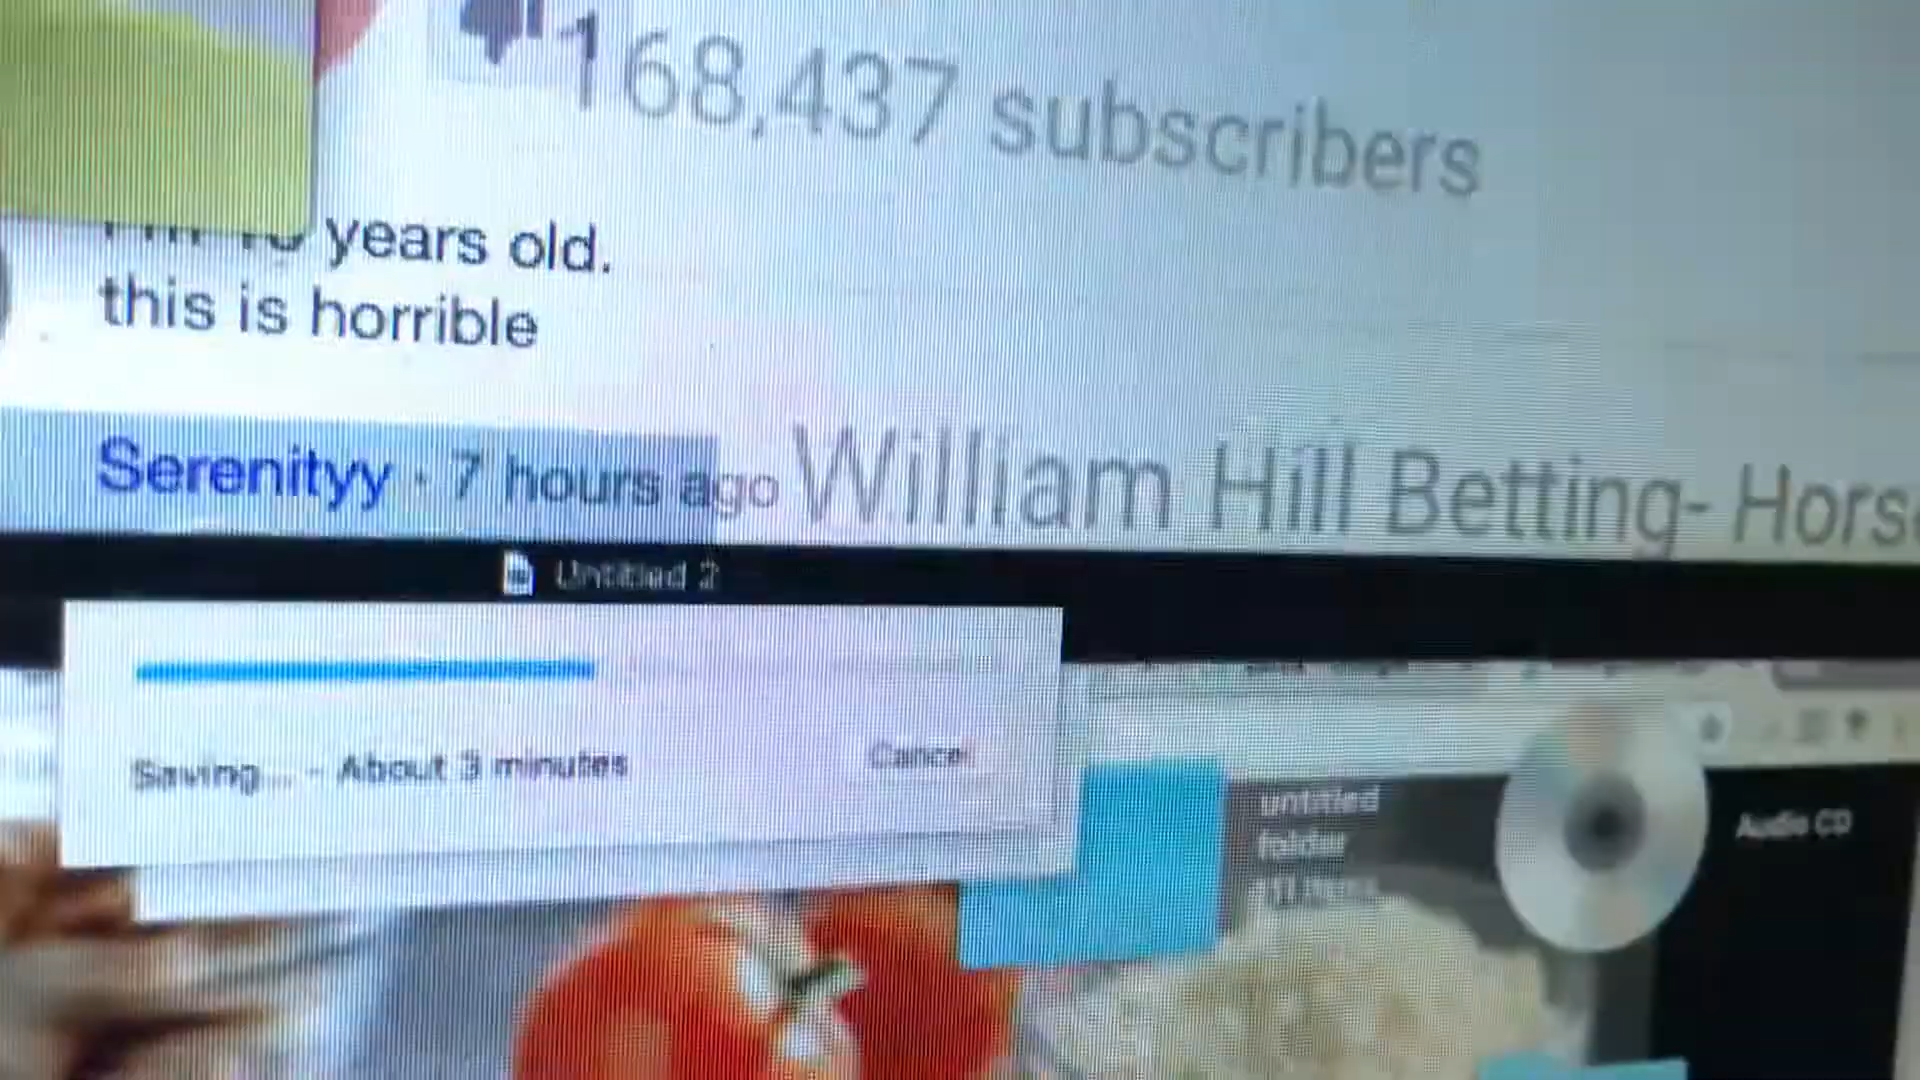 168,437 subscribers
years old.
this is horrible
Serenityy · 7 hours ago
William Hill Betting- Hors
Untitled 2
Saving... - About 3 minutes
Cancel
untitled
folder
Audio CD